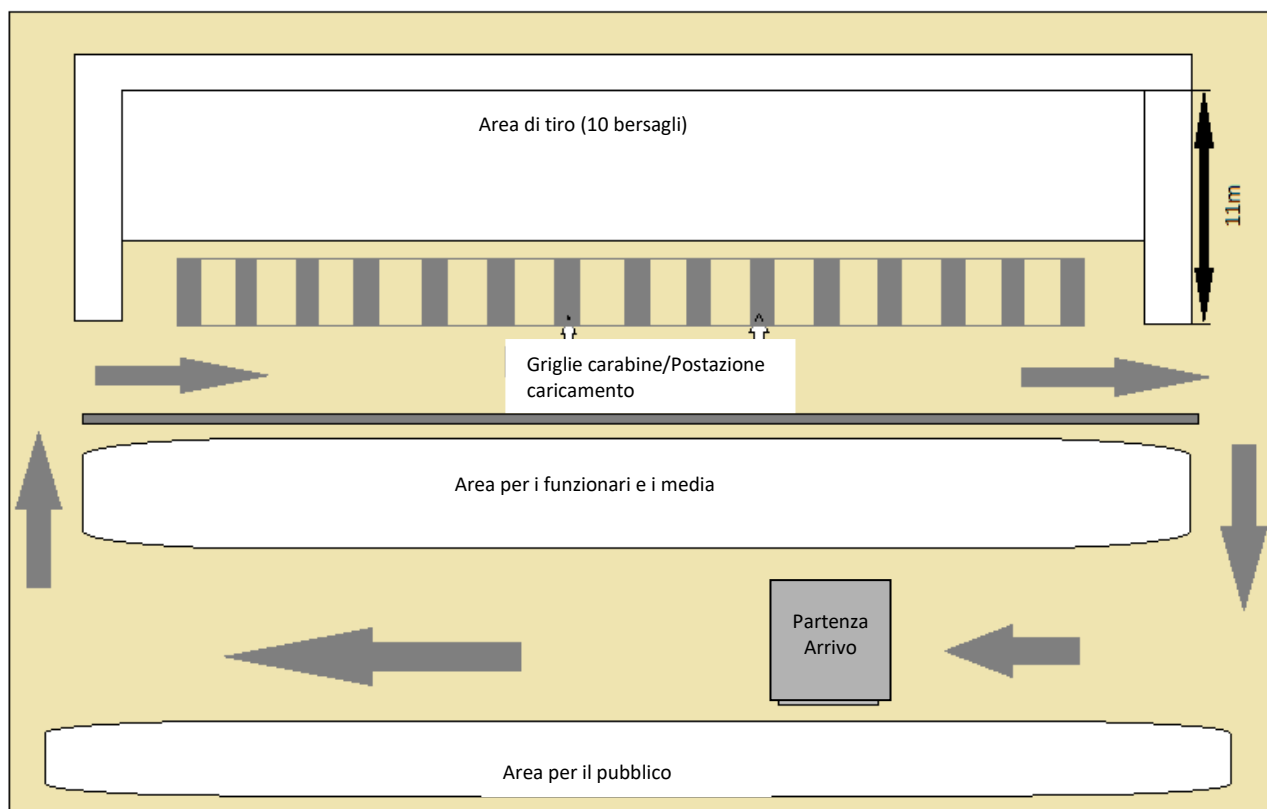 Area di tiro (10 bersagli)
11m
Griglie carabine/Postazione
caricamento
Area per i funzionari e i media
Partenza
Arrivo
Area per il pubblico